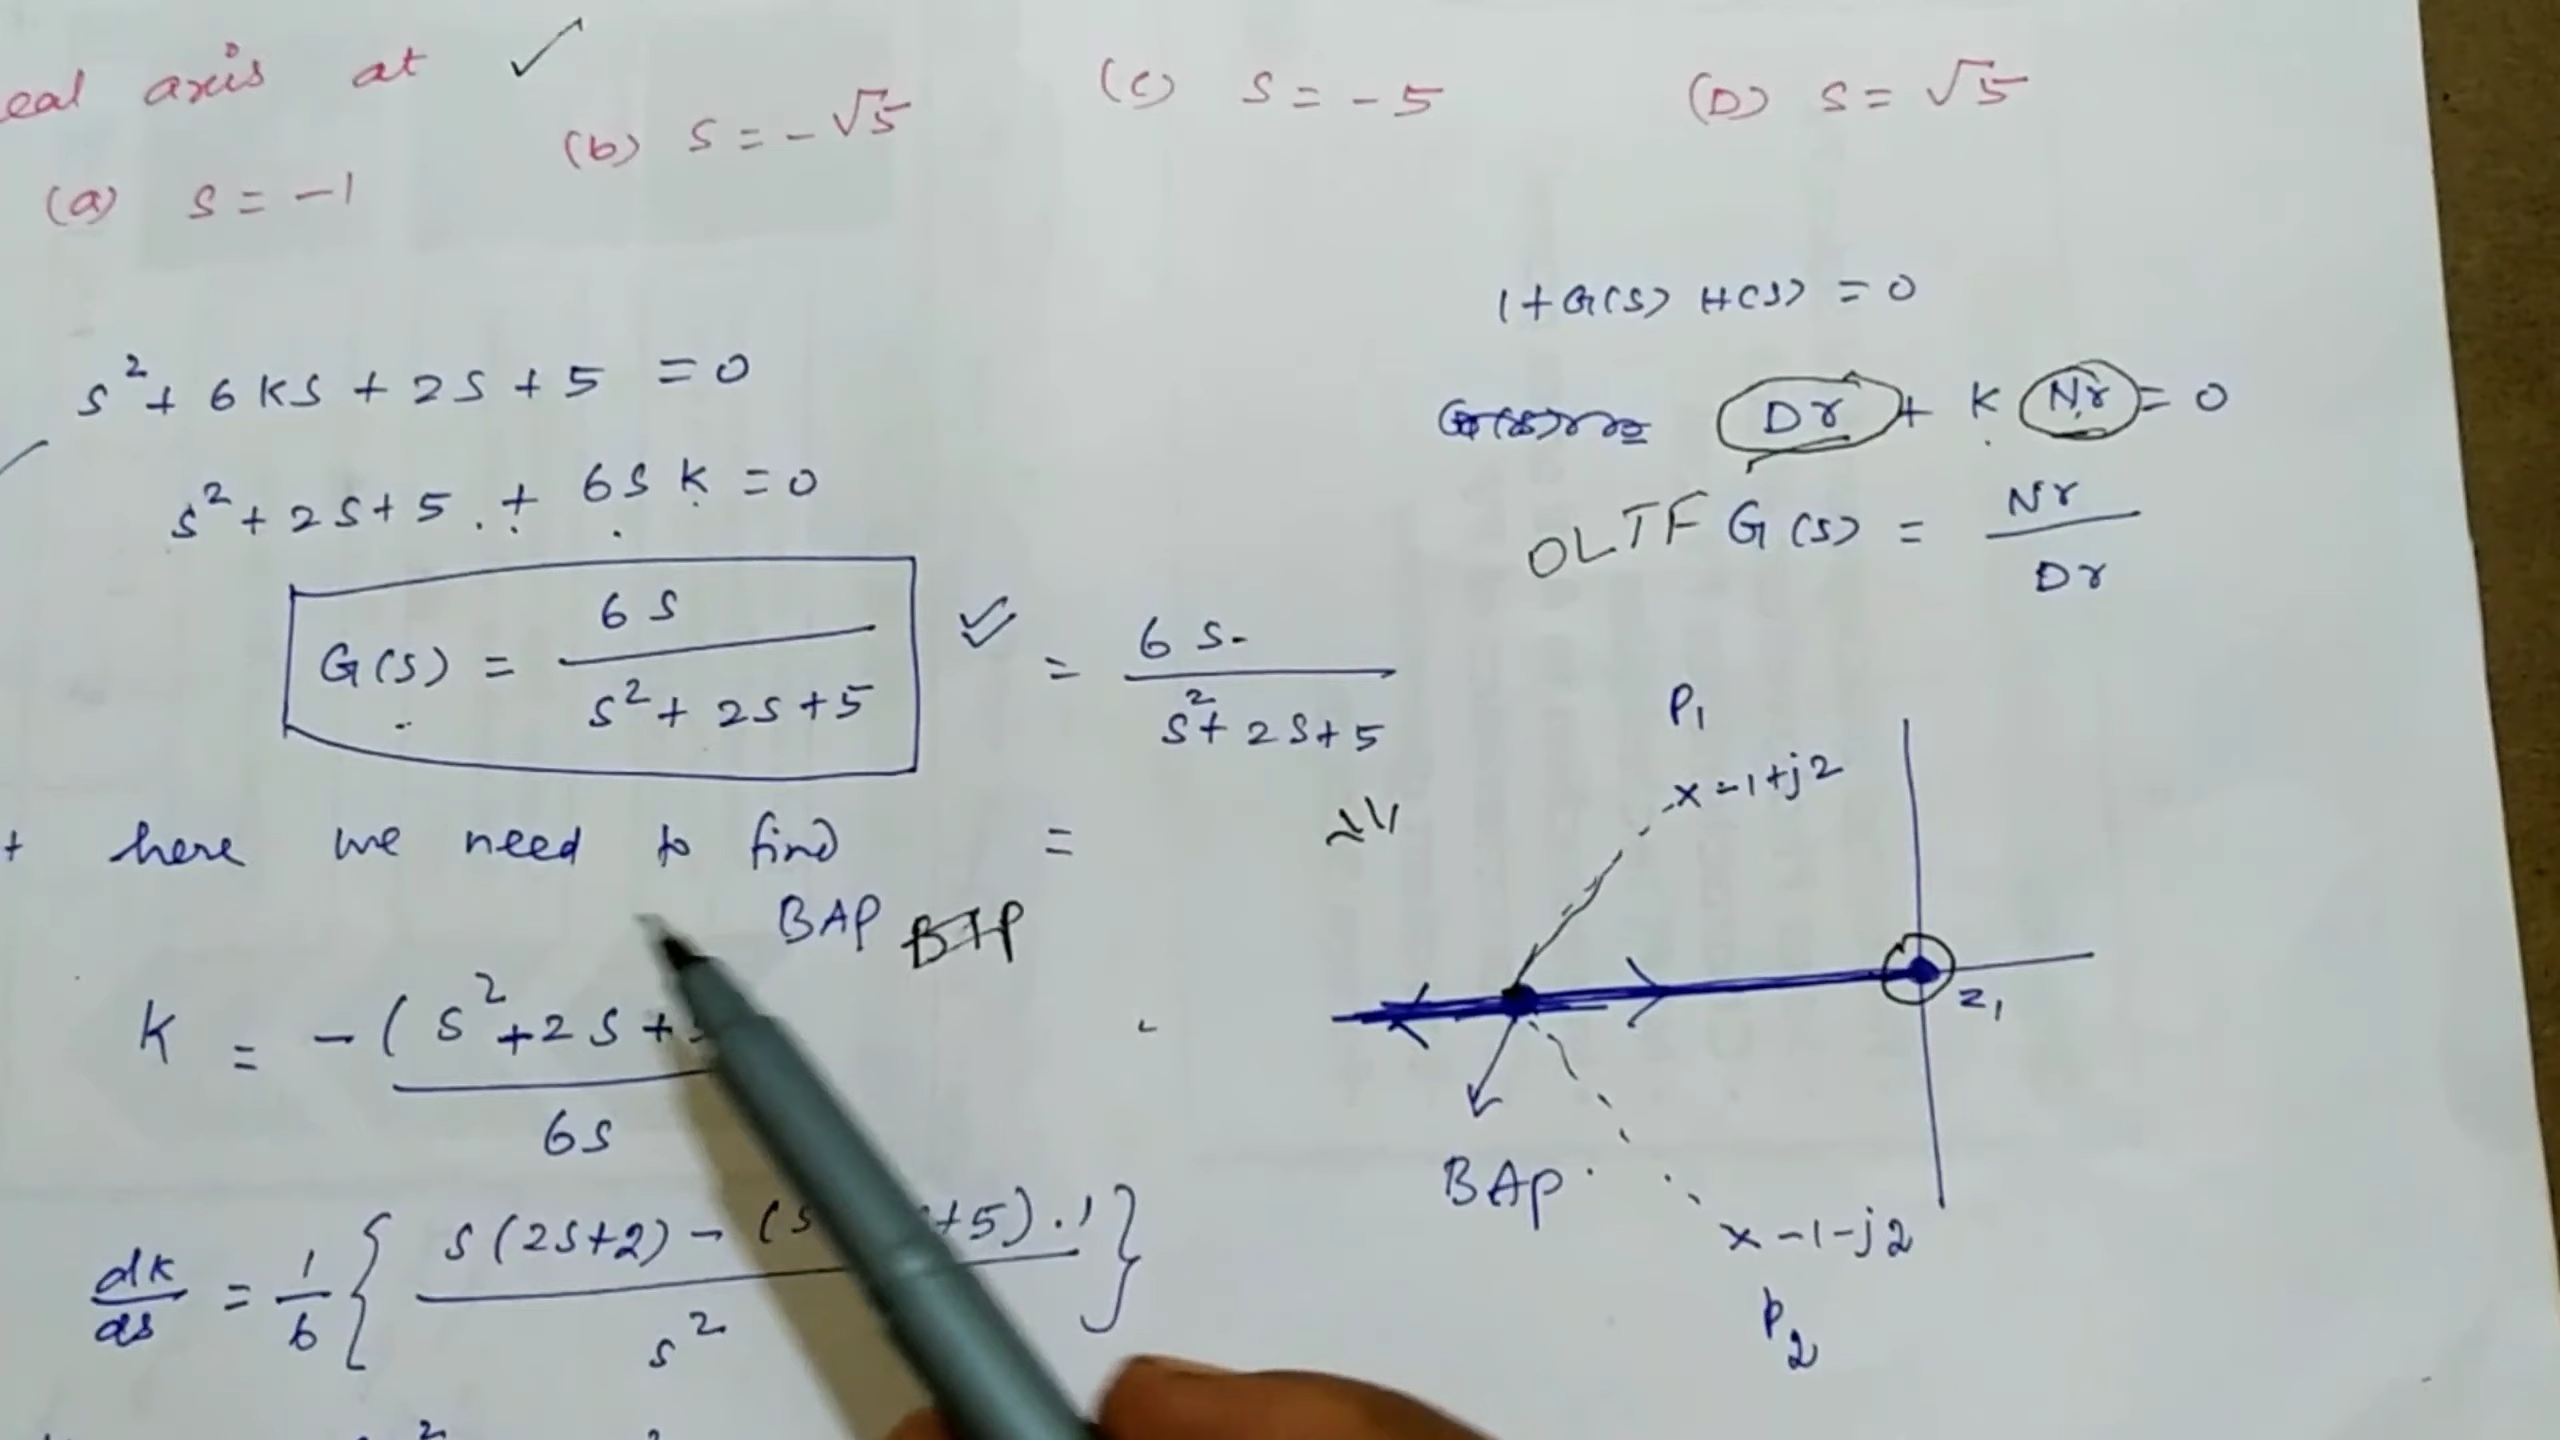 eal axis at ✓
(a) s = -1 (b) s = -√5 (c) s = -5 (D) s = √5
1+G(s) H(s) = 0
s² + 6Ks + 2s + 5 = 0
Dr + K Nr = 0
s² + 2s + 5 + 6s K = 0
OLTF G(s) = Nr / Dr
G(s) = 6s / s² + 2s + 5 = 6s / s² + 2s + 5
P₁
x -1+j2
+ here we need to find =
BAP BIP
z₁
K = -(s² + 2s + / 6s
BAP
dK/ds = 1/6 { s(2s+2) - (s +5).1 / s² }
x -1-j2
P₂